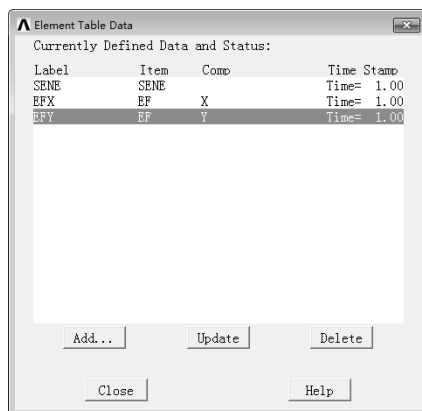 Element Table Data
Currently Defined Data and Status:
Label Item Comp Time Stamp
SENE SENE Time= 1.00
EFX EF X Time= 1.00
EFY EF Y Time= 1.00
Add... Update Delete
Close Help